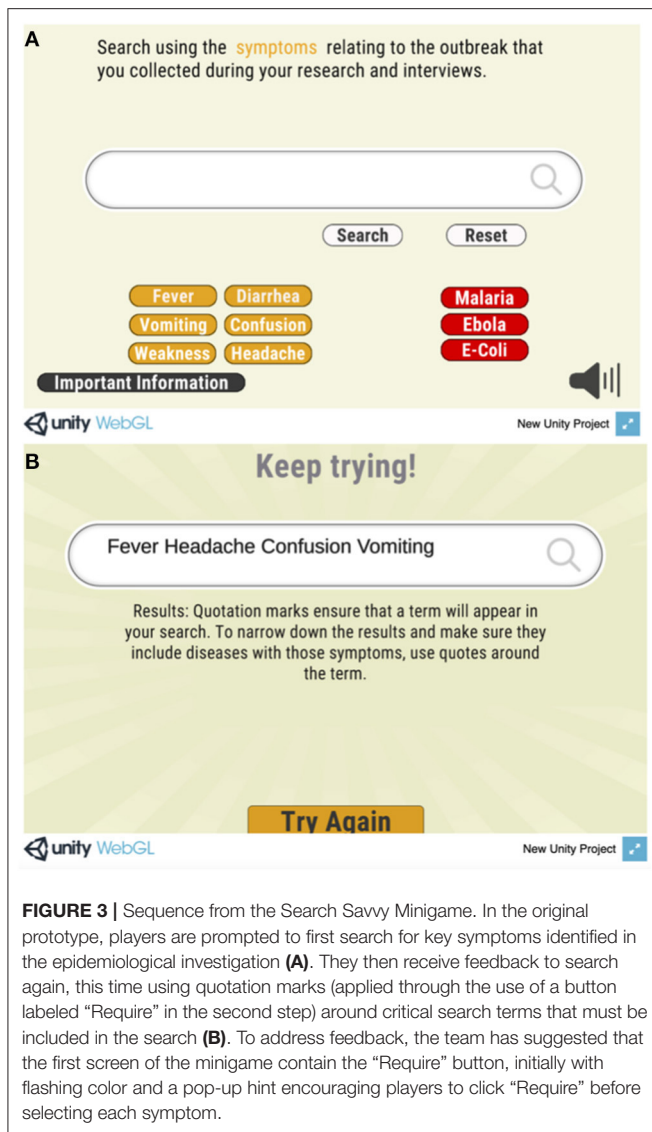 A
Search using the symptoms relating to the outbreak that
you collected during your research and interviews.
Search Reset
Fever Diarrhea Malaria
Vomiting Confusion Ebola
Weakness Headache E-Coli
Important Information
unity WebGL New Unity Project
B
Keep trying!
Fever Headache Confusion Vomiting
Results: Quotation marks ensure that a term will appear in
your search. To narrow down the results and make sure they
include diseases with those symptoms, use quotes around
the term.
Try Again
unity WebGL New Unity Project
FIGURE 3 | Sequence from the Search Savvy Minigame. In the original
prototype, players are prompted to first search for key symptoms identified in
the epidemiological investigation (A). They then receive feedback to search
again, this time using quotation marks (applied through the use of a button
labeled “Require” in the second step) around critical search terms that must be
included in the search (B). To address feedback, the team has suggested that
the first screen of the minigame contain the “Require” button, initially with
flashing color and a pop-up hint encouraging players to click “Require” before
selecting each symptom.